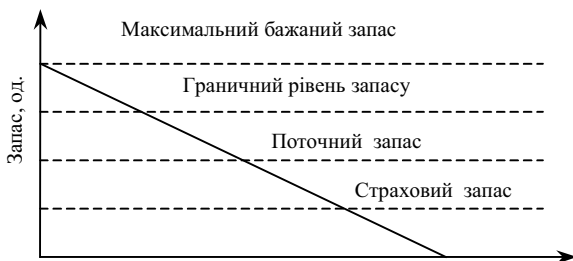 Максимальний бажаний запас
Граничний рівень запасу
Поточний запас
Страховий запас
Запас, од.